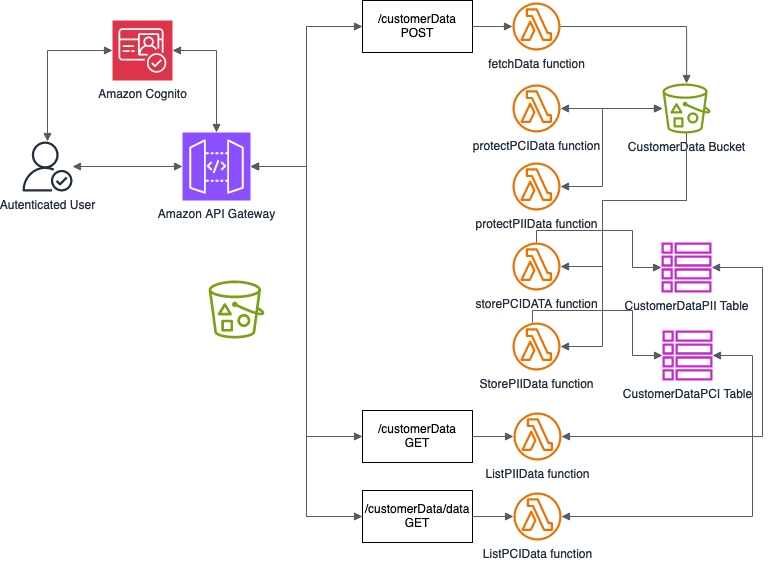 /customerData
POST
fetchData function
Amazon Cognito
protectPCIData function
CustomerData Bucket
Autenticated User
Amazon API Gateway
protectPIIData function
storePCIDATA function
CustomerDataPII Table
StorePIIData function
CustomerDataPCI Table
/customerData
GET
ListPIIData function
/customerData/data
GET
ListPCIData function